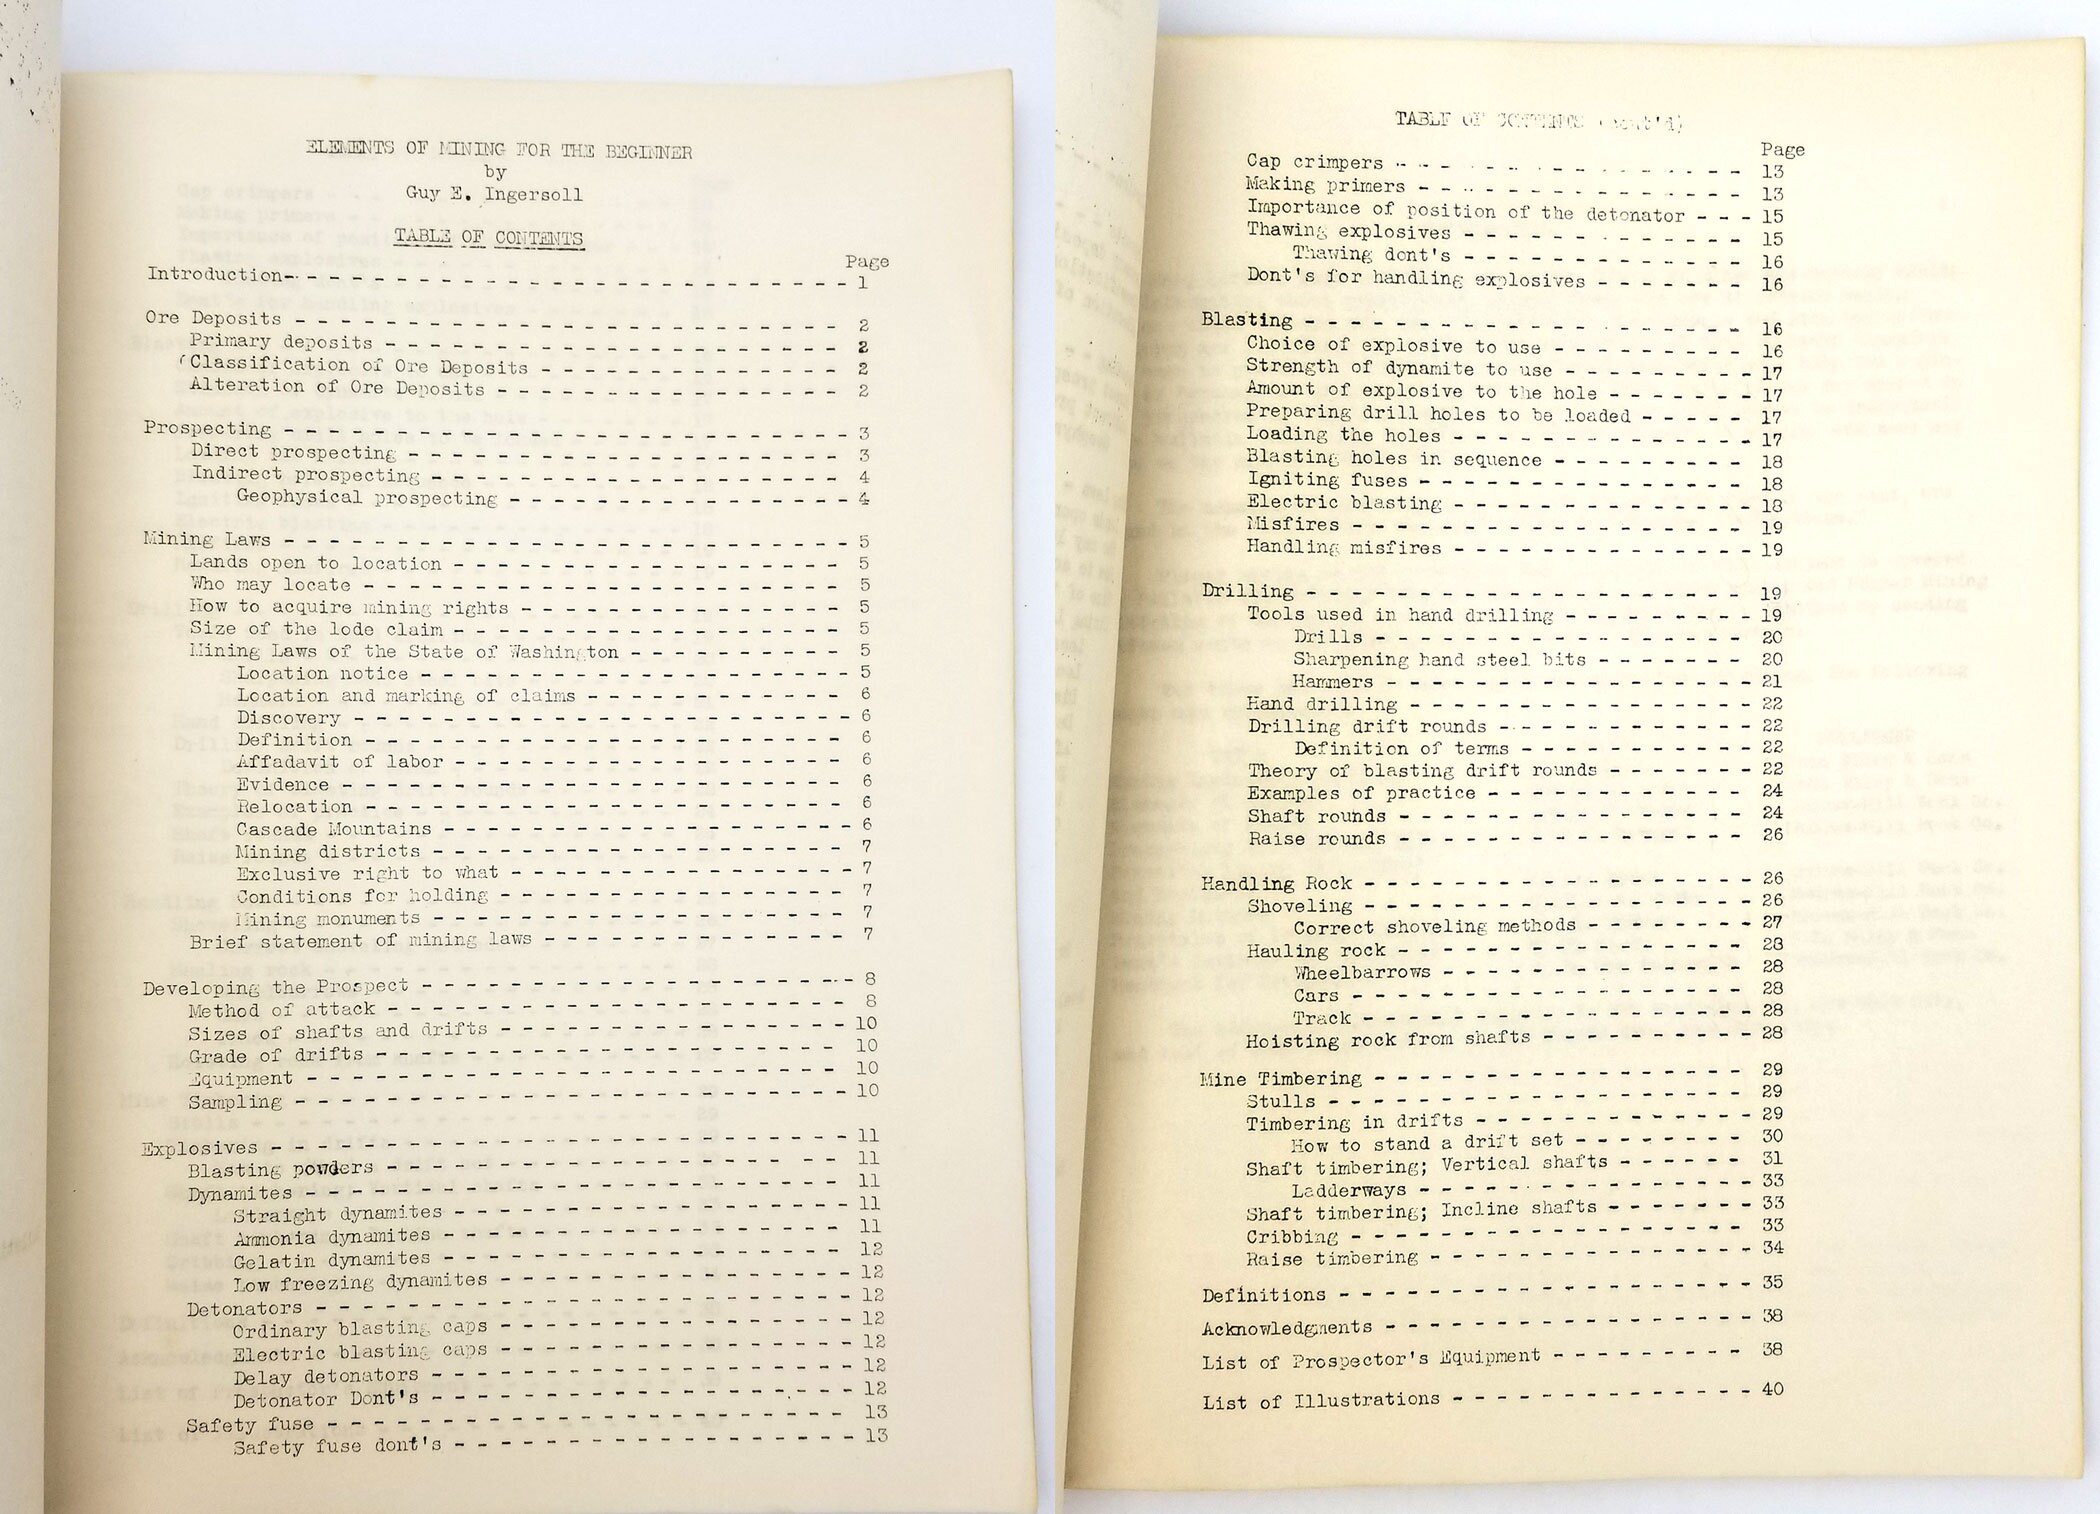 ELEMENTS OF MINING FOR THE BEGINNER
by
Guy E. Ingersoll
TABLE OF CONTENTS
Page
Introduction - - - - - - - - - - - - - - - - - - - - - - - - - 1
Ore Deposits - - - - - - - - - - - - - - - - - - - - - - - - - 2
Primary deposits - - - - - - - - - - - - - - - - - - - - - 2
Classification of Ore Deposits - - - - - - - - - - - - - - 2
Alteration of Ore Deposits - - - - - - - - - - - - - - - - 2
Prospecting - - - - - - - - - - - - - - - - - - - - - - - - - 3
Direct prospecting - - - - - - - - - - - - - - - - - - - - 3
Indirect prospecting - - - - - - - - - - - - - - - - - - - 4
Geophysical prospecting - - - - - - - - - - - - - - - - 4
Mining Laws - - - - - - - - - - - - - - - - - - - - - - - - - 5
Lands open to location - - - - - - - - - - - - - - - - - - 5
Who may locate - - - - - - - - - - - - - - - - - - - - - - 5
How to acquire mining rights - - - - - - - - - - - - - - - 5
Size of the lode claim - - - - - - - - - - - - - - - - - - 5
Mining Laws of the State of Washington - - - - - - - - - - 5
Location notice - - - - - - - - - - - - - - - - - - - - 5
Location and marking of claims - - - - - - - - - - - - 6
Discovery - - - - - - - - - - - - - - - - - - - - - - - 6
Definition - - - - - - - - - - - - - - - - - - - - - - 6
Affadavit of labor - - - - - - - - - - - - - - - - - - 6
Evidence - - - - - - - - - - - - - - - - - - - - - - - 6
Relocation - - - - - - - - - - - - - - - - - - - - - - 6
Cascade Mountains - - - - - - - - - - - - - - - - - - - 6
Mining districts - - - - - - - - - - - - - - - - - - - 7
Exclusive right to what - - - - - - - - - - - - - - - - 7
Conditions for holding - - - - - - - - - - - - - - - - 7
Mining monuments - - - - - - - - - - - - - - - - - - - 7
Brief statement of mining laws - - - - - - - - - - - - - - 7
Developing the Prospect - - - - - - - - - - - - - - - - - - - 8
Method of attack - - - - - - - - - - - - - - - - - - - - - 8
Sizes of shafts and drifts - - - - - - - - - - - - - - - - 10
Grade of drifts - - - - - - - - - - - - - - - - - - - - - 10
Equipment - - - - - - - - - - - - - - - - - - - - - - - - 10
Sampling - - - - - - - - - - - - - - - - - - - - - - - - - 10
Explosives - - - - - - - - - - - - - - - - - - - - - - - - - - 11
Blasting powders - - - - - - - - - - - - - - - - - - - - - 11
Dynamites - - - - - - - - - - - - - - - - - - - - - - - - 11
Straight dynamites - - - - - - - - - - - - - - - - - - 11
Ammonia dynamites - - - - - - - - - - - - - - - - - - - 11
Gelatin dynamites - - - - - - - - - - - - - - - - - - 12
Low freezing dynamites - - - - - - - - - - - - - - - - 12
Detonators - - - - - - - - - - - - - - - - - - - - - - - - 12
Ordinary blasting caps - - - - - - - - - - - - - - - - 12
Electric blasting caps - - - - - - - - - - - - - - - - 12
Delay detonators - - - - - - - - - - - - - - - - - - - 12
Detonator Dont's - - - - - - - - - - - - - - - - - - - 12
Safety fuse - - - - - - - - - - - - - - - - - - - - - - - 13
Safety fuse dont's - - - - - - - - - - - - - - - - - - 13
TABLE OF CONTENTS (cont'd)
Page
Cap crimpers - - - - - - - - - - - - - - - - 13
Making primers - - - - - - - - - - - - - - - 13
Importance of position of the detonator - - - 15
Thawing explosives - - - - - - - - - - - - - 15
Thawing dont's - - - - - - - - - - - - - 16
Dont's for handling explosives - - - - - - - 16
Blasting - - - - - - - - - - - - - - - - - - - - 16
Choice of explosive to use - - - - - - - - - 16
Strength of dynamite to use - - - - - - - - - 17
Amount of explosive to the hole - - - - - - - 17
Preparing drill holes to be loaded - - - - - 17
Loading the holes - - - - - - - - - - - - - - 17
Blasting holes in sequence - - - - - - - - - 18
Igniting fuses - - - - - - - - - - - - - - - 18
Electric blasting - - - - - - - - - - - - - - 18
Misfires - - - - - - - - - - - - - - - - - - 19
Handling misfires - - - - - - - - - - - - - - 19
Drilling - - - - - - - - - - - - - - - - - - - - 19
Tools used in hand drilling - - - - - - - - - 19
Drills - - - - - - - - - - - - - - - - - 20
Sharpening hand steel bits - - - - - - - 20
Hammers - - - - - - - - - - - - - - - - - 21
Hand drilling - - - - - - - - - - - - - - - - 22
Drilling drift rounds - - - - - - - - - - - - 22
Definition of terms - - - - - - - - - - - 22
Theory of blasting drift rounds - - - - - - - 22
Examples of practice - - - - - - - - - - - - 24
Shaft rounds - - - - - - - - - - - - - - - - 24
Raise rounds - - - - - - - - - - - - - - - - 26
Handling Rock - - - - - - - - - - - - - - - - - - 26
Shoveling - - - - - - - - - - - - - - - - - - 26
Correct shoveling methods - - - - - - - - 27
Hauling rock - - - - - - - - - - - - - - - - 28
Wheelbarrows - - - - - - - - - - - - - - 28
Cars - - - - - - - - - - - - - - - - - - 28
Track - - - - - - - - - - - - - - - - - - 28
Hoisting rock from shafts - - - - - - - - - - 28
Mine Timbering - - - - - - - - - - - - - - - - - 29
Stulls - - - - - - - - - - - - - - - - - - - 29
Timbering in drifts - - - - - - - - - - - - - 29
How to stand a drift set - - - - - - - - 30
Shaft timbering; Vertical shafts - - - - - - 31
Ladderways - - - - - - - - - - - - - - - 33
Shaft timbering; Incline shafts - - - - - - - 33
Cribbing - - - - - - - - - - - - - - - - - - 33
Raise timbering - - - - - - - - - - - - - - - 34
Definitions - - - - - - - - - - - - - - - - - - - 35
Acknowledgments - - - - - - - - - - - - - - - - - 38
List of Prospector's Equipment - - - - - - - - - 38
List of Illustrations - - - - - - - - - - - - - - 40